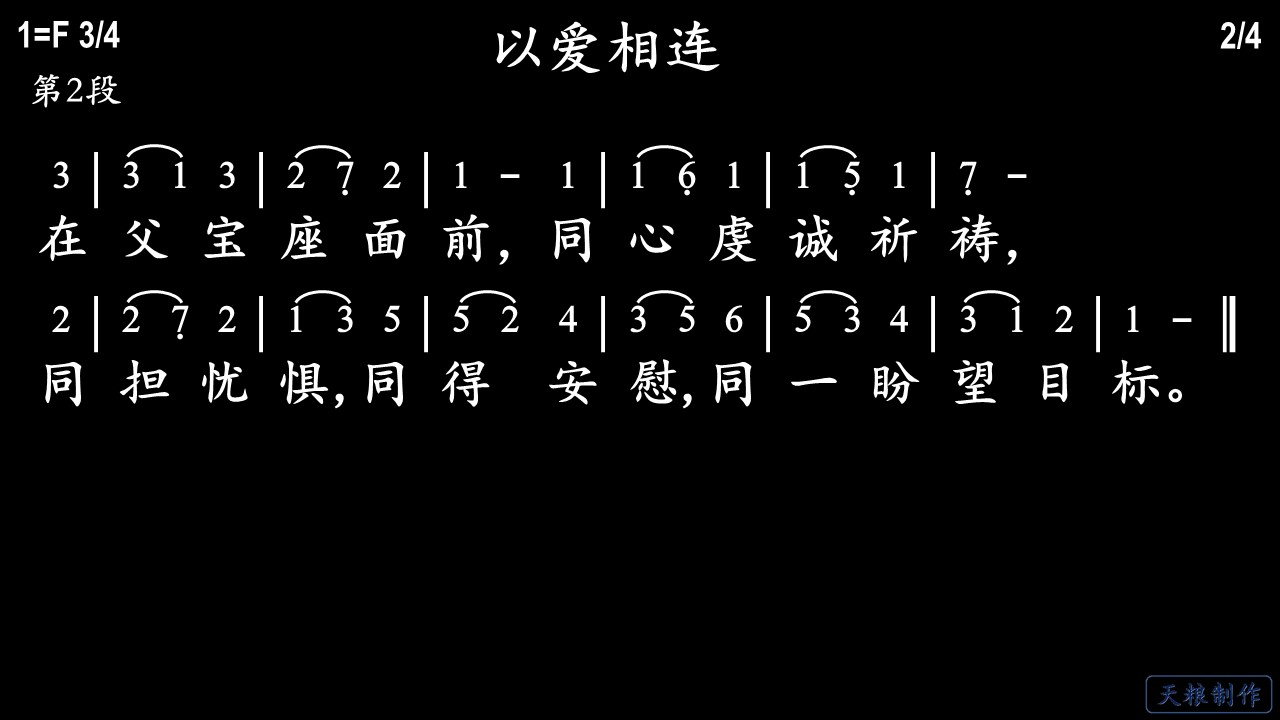 1=F 3/4
以爱相连
2/4
第2段
3 | 3 1 3 | 2 7̣ 2 | 1 - 1 | 1 6̣ 1 | 1 5̣ 1 | 7̣ -
在父宝座面前，同心虔诚祈祷，
2 | 2 7̣ 2 | 1 3 5 | 5 2 4 | 3 5 6 | 5 3 4 | 3 1 2 | 1 - ‖
同担忧惧，同得安慰，同一盼望目标。
天粮制作